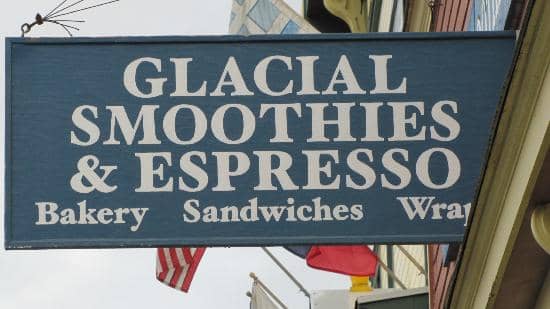 GLACIAL
SMOOTHIES
& ESPRESSO
Bakery Sandwiches Wrap